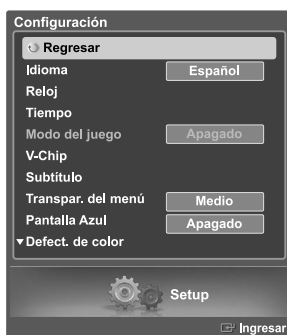 Configuración
Regresar
Idioma Español
Reloj
Tiempo
Modo del juego Apagado
V-Chip
Subtítulo
Transpar. del menú Medio
Pantalla Azul Apagado
▼Defect. de color
Setup
Ingresar